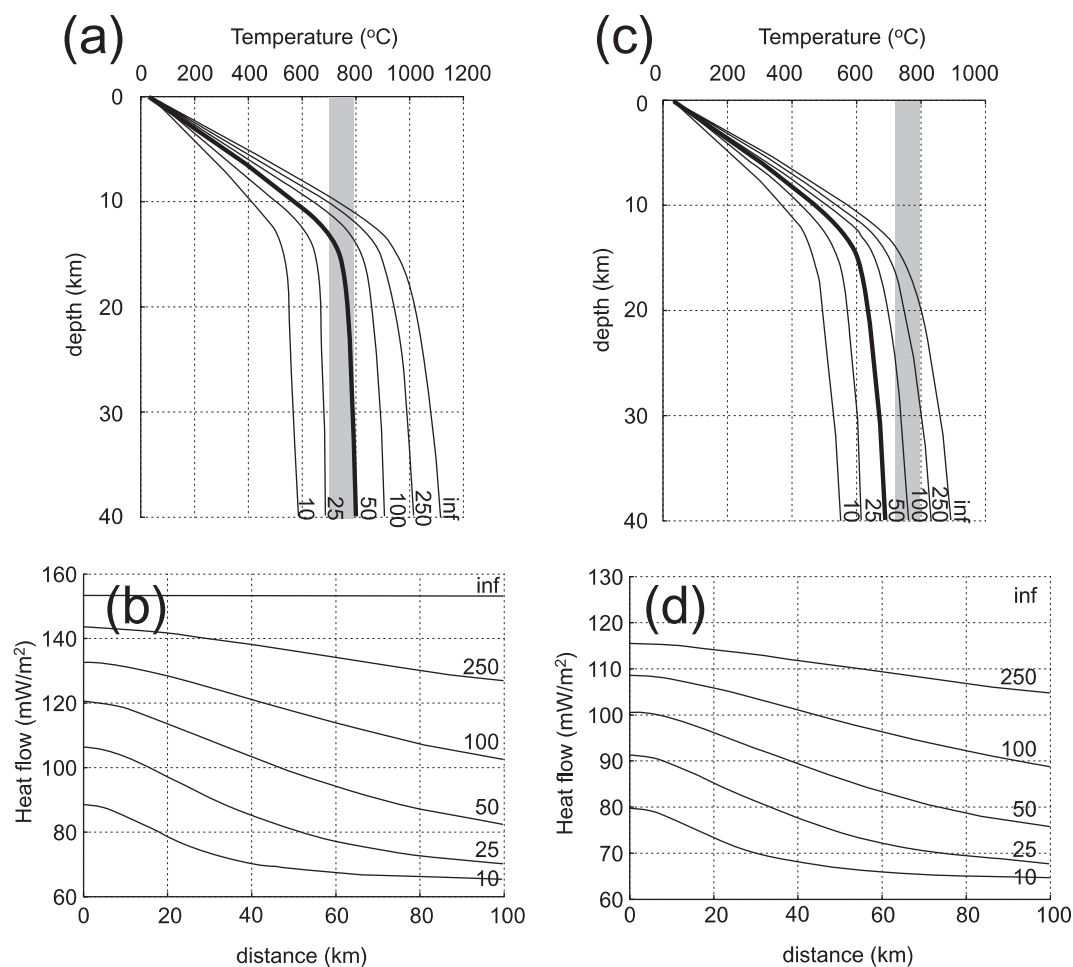 (a)
Temperature (°C)
0 200 400 600 800 1000 1200
0
10
20
30
40
depth (km)
10 25 50 100 250 inf
(c)
Temperature (°C)
0 200 400 600 800 1000
0
10
20
30
40
depth (km)
10 25 50 100 250 inf
(b)
160
140
120
100
80
60
Heat flow (mW/m²)
inf
250
100
50
25
10
0 20 40 60 80 100
distance (km)
(d)
130
120
110
100
90
80
70
60
Heat flow (mW/m²)
inf
250
100
50
25
10
0 20 40 60 80 100
distance (km)